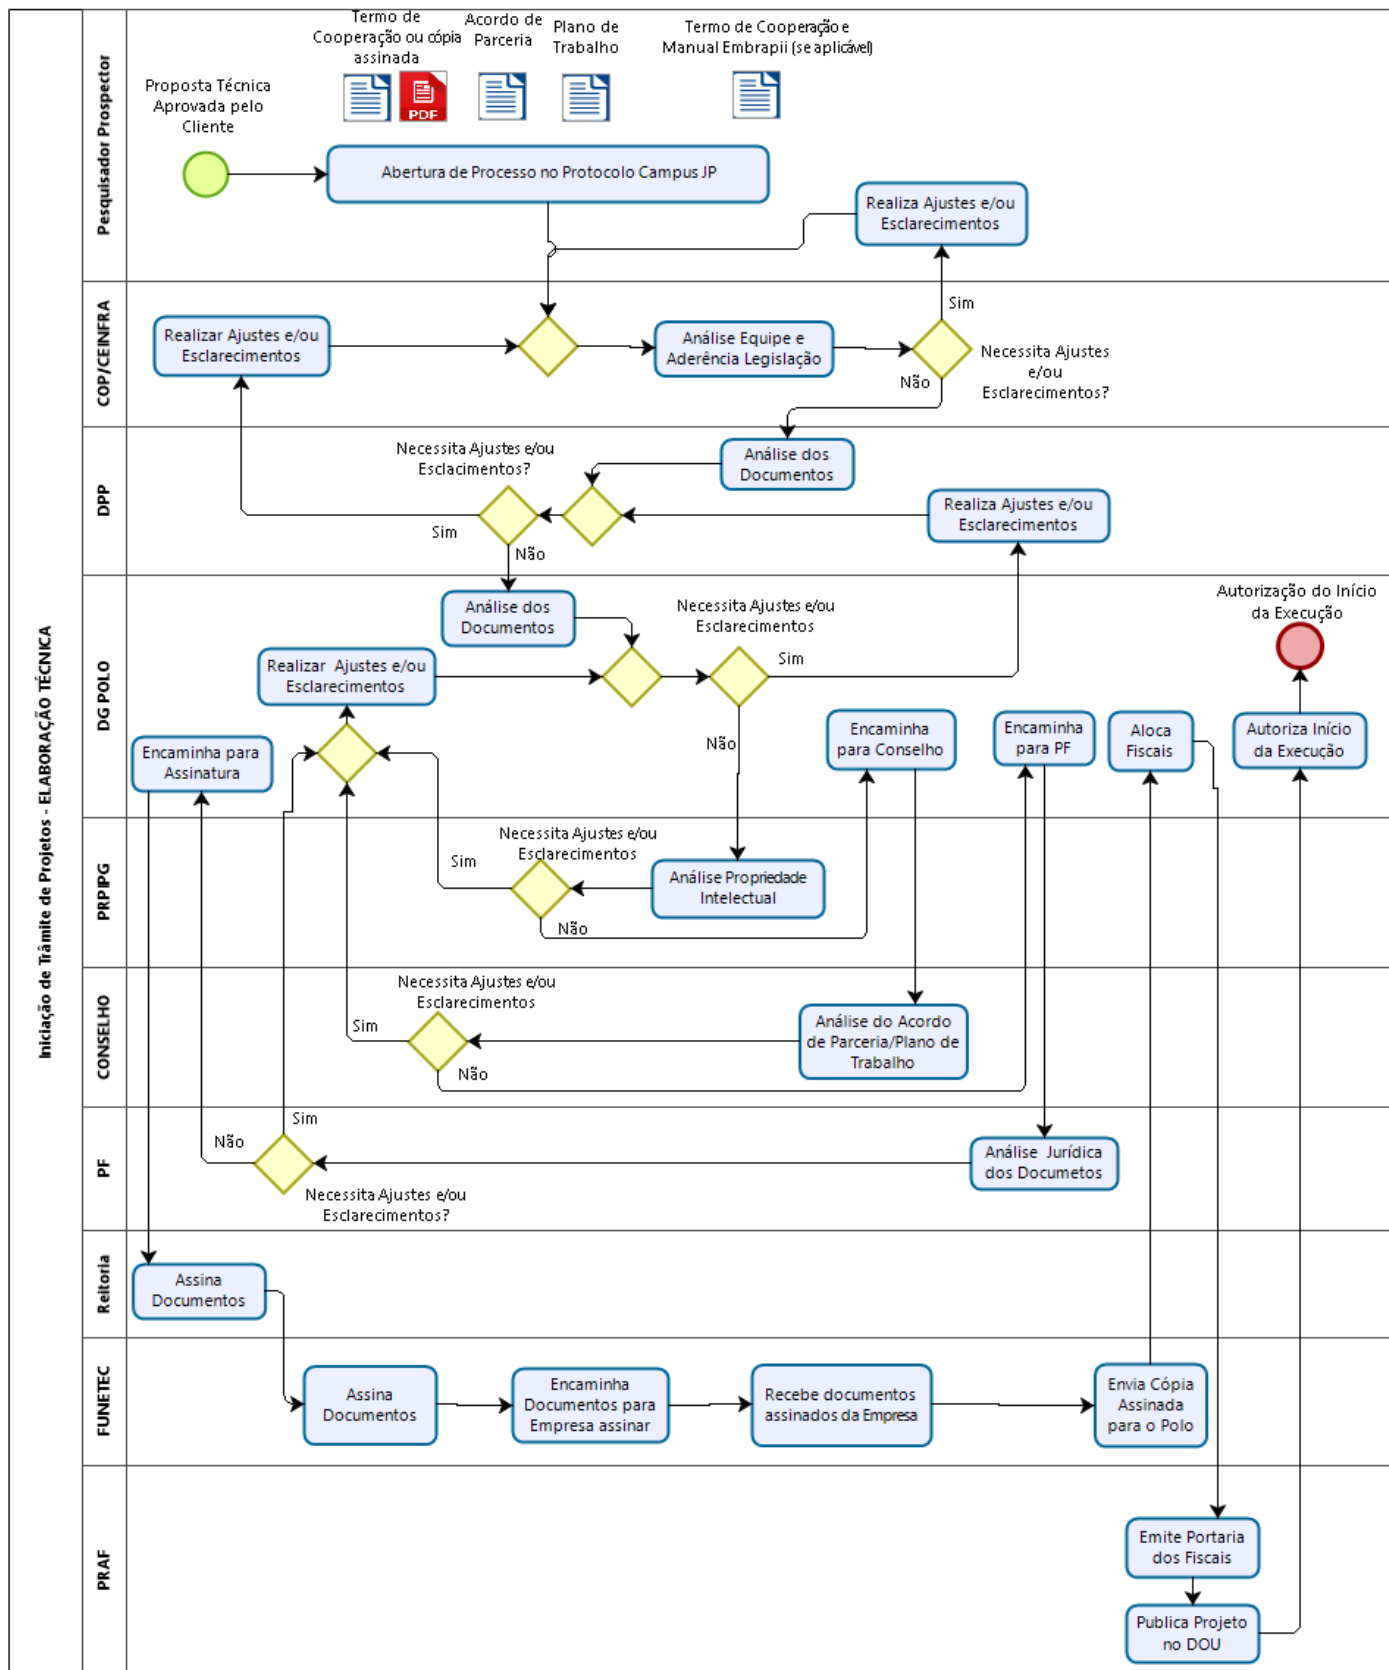 Iniciação de Trâmite de Projetos - ELABORAÇÃO TÉCNICA
Pesquisador Prospector
Proposta Técnica
Aprovada pelo
Cliente
Termo de
Cooperação ou cópia
assinada
PDF
Acordo de
Parceria
Plano de
Trabalho
Termo de Cooperação e
Manual Embrapii (se aplicável)
Abertura de Processo no Protocolo Campus JP
Realiza Ajustes e/ou
Esclarecimentos
COP/CEINFRA
Realizar Ajustes e/ou
Esclarecimentos
Análise Equipe e
Aderência Legislação
Sim
Não
Necessita Ajustes
e/ou
Esclarecimentos?
DPP
Necessita Ajustes e/ou
Esclacimentos?
Análise dos
Documentos
Realiza Ajustes e/ou
Esclarecimentos
Sim
Não
DG POLO
Análise dos
Documentos
Necessita Ajustes e/ou
Esclarecimentos
Autorização do Início
da Execução
Realizar Ajustes e/ou
Esclarecimentos
Sim
Não
Encaminha para
Assinatura
Encaminha
para Conselho
Encaminha
para PF
Aloca
Fiscais
Autoriza Início
da Execução
PRPIPG
Necessita Ajustes e/ou
Esclarecimentos
Sim
Análise Propriedade
Intelectual
Não
CONSELHO
Necessita Ajustes e/ou
Esclarecimentos
Sim
Análise do Acordo
de Parceria/Plano de
Trabalho
Não
PF
Sim
Não
Análise Jurídica
dos Documetos
Necessita Ajustes e/ou
Esclarecimentos?
Reitoria
Assina
Documentos
FUNETEC
Assina
Documentos
Encaminha
Documentos para
Empresa assinar
Recebe documentos
assinados da Empresa
Envia Cópia
Assinada
para o Polo
PRAF
Emite Portaria
dos Fiscais
Publica Projeto
no DOU